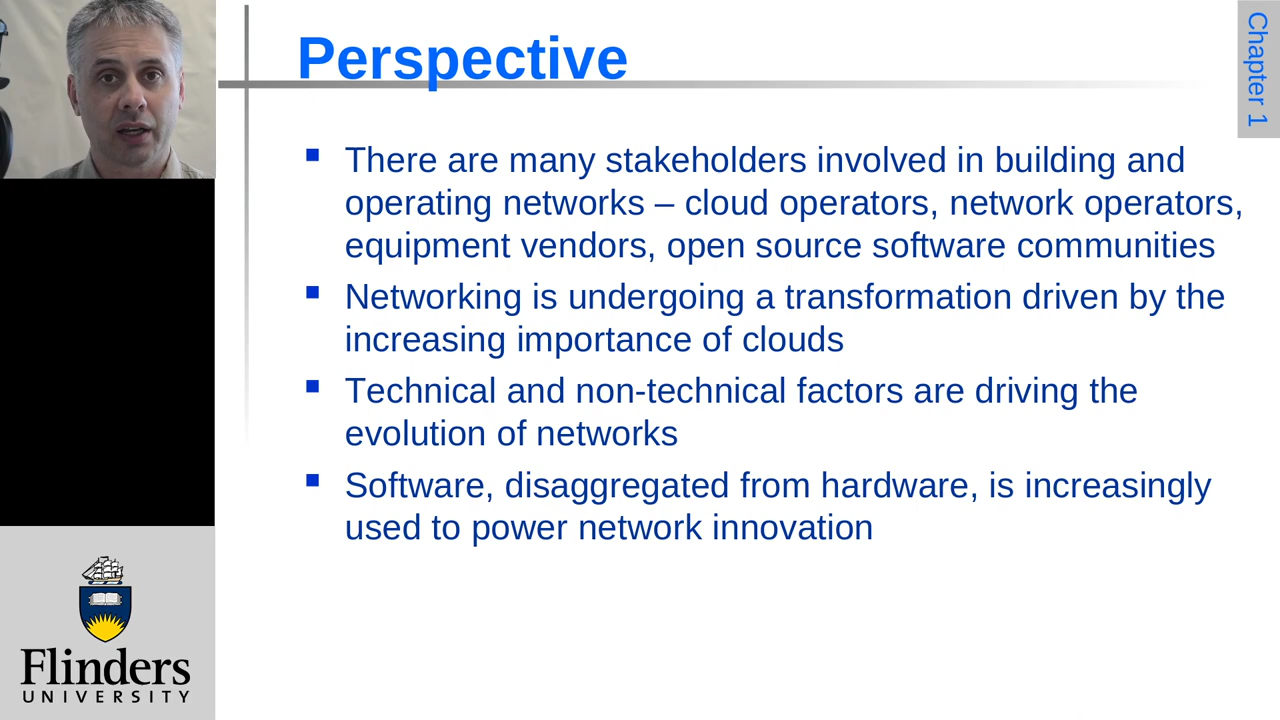 Perspective
Chapter 1
There are many stakeholders involved in building and
operating networks – cloud operators, network operators,
equipment vendors, open source software communities
Networking is undergoing a transformation driven by the
increasing importance of clouds
Technical and non-technical factors are driving the
evolution of networks
Software, disaggregated from hardware, is increasingly
used to power network innovation
Flinders
UNIVERSITY